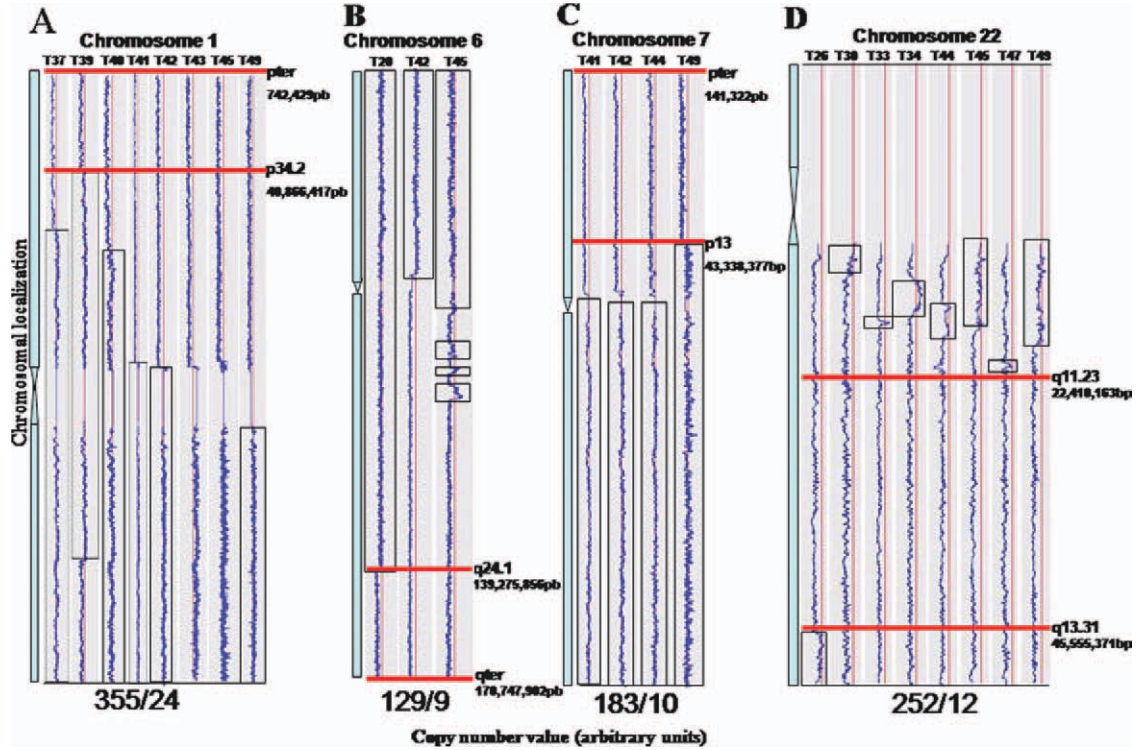 A
Chromosome 1
T37 T39 T40 T41 T42 T43 T45 T49
pter
742,429pb
p34.2
40,866,417pb
Chromosomal localization
355/24
B
Chromosome 6
T20 T42 T45
q24.1
139,275,856pb
qter
170,747,902pb
129/9
C
Chromosome 7
T41 T42 T44 T49
pter
141,322pb
p13
43,338,377bp
183/10
D
Chromosome 22
T26 T30 T33 T34 T44 T45 T47 T49
q11.23
22,410,163bp
q13.31
45,555,371bp
252/12
Copy number value (arbitrary units)